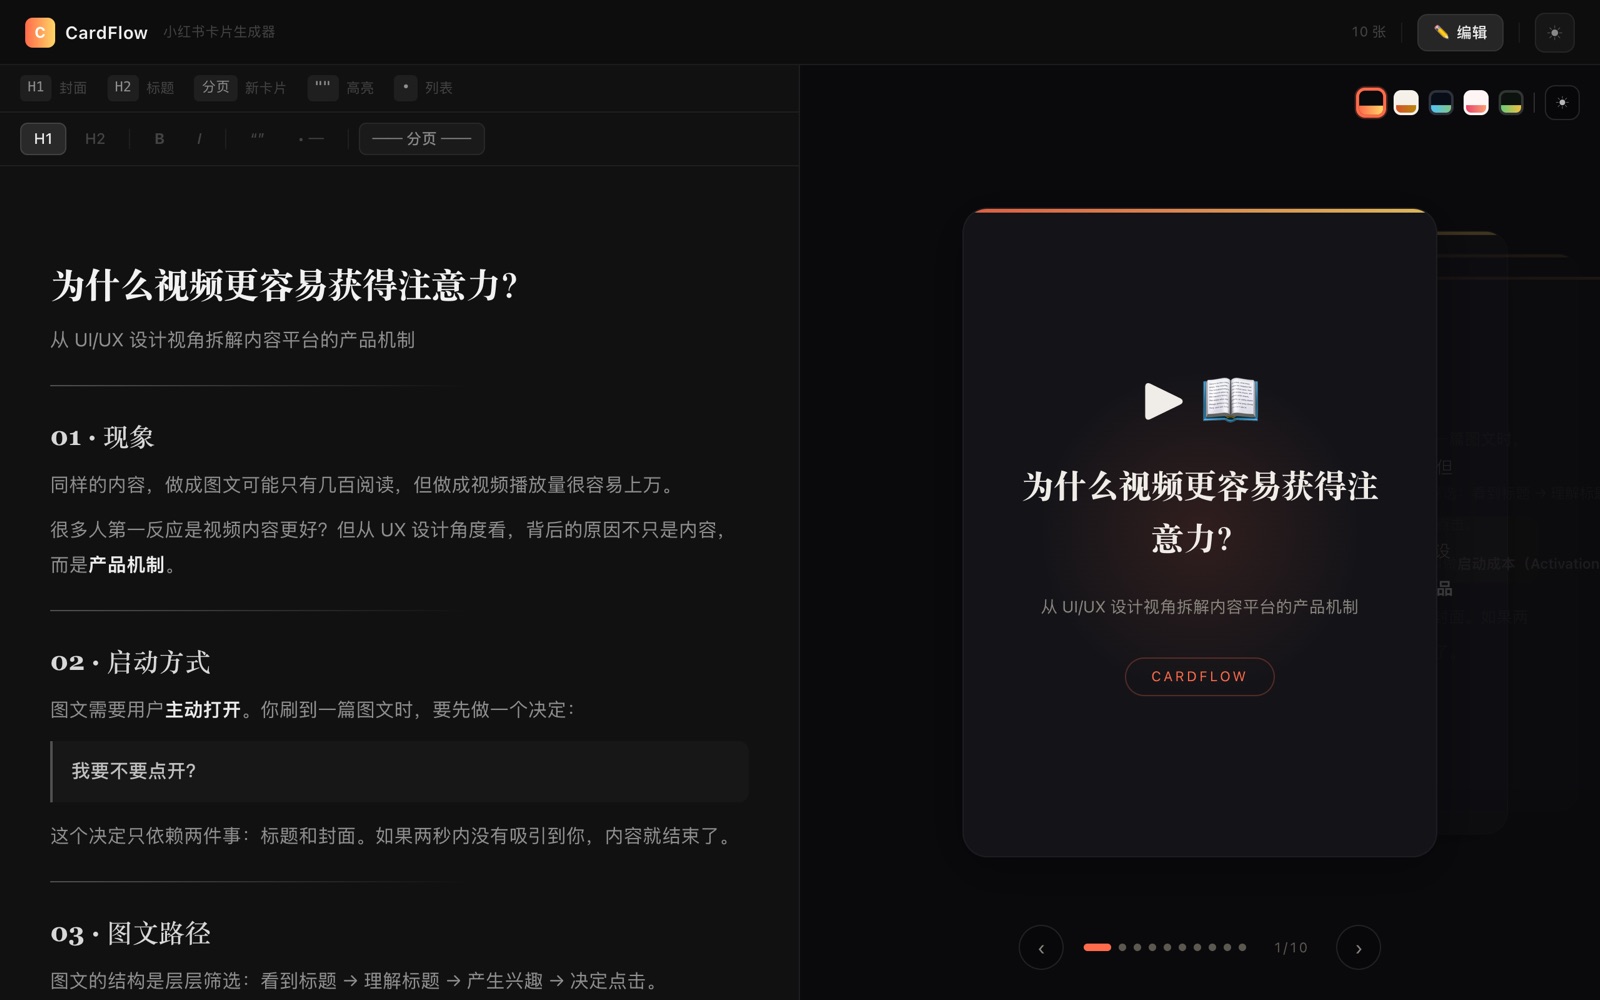 C CardFlow 小红书卡片生成器
10 张
✏️ 编辑
H1 封面 H2 标题 分页 新卡片 "" 高亮 • 列表
H1 H2 B I “” • — —— 分页 ——
为什么视频更容易获得注意力？
从 UI/UX 设计视角拆解内容平台的产品机制
01 · 现象
同样的内容，做成图文可能只有几百阅读，但做成视频播放量很容易上万。
很多人第一反应是视频内容更好？但从 UX 设计角度看，背后的原因不只是内容，
而是产品机制。
02 · 启动方式
图文需要用户主动打开。你刷到一篇图文时，要先做一个决定：
我要不要点开？
这个决定只依赖两件事：标题和封面。如果两秒内没有吸引到你，内容就结束了。
03 · 图文路径
图文的结构是层层筛选：看到标题 → 理解标题 → 产生兴趣 → 决定点击。
为什么视频更容易获得注
意力？
从 UI/UX 设计视角拆解内容平台的产品机制
CARDFLOW
但
设
启动成本（Activation
品
‹ 1/10 ›